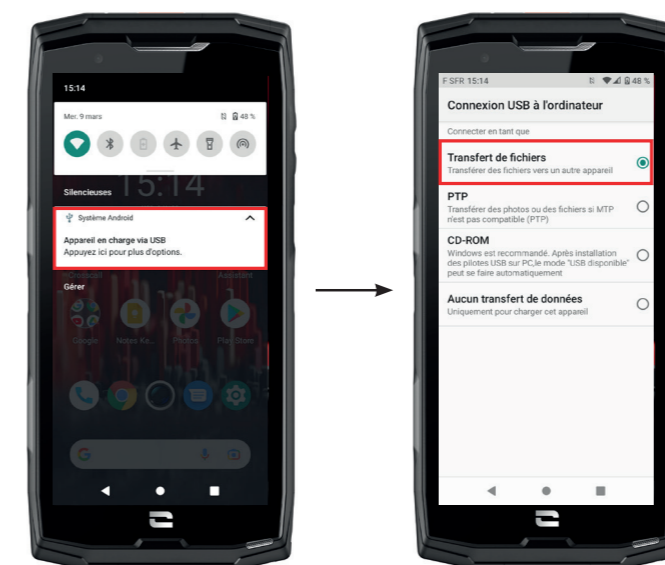 15:14
Mer. 9 mars
48 %
15:14
Silencieuses
Système Android
Appareil en charge via USB
Appuyez ici pour plus d'options.
Gérer
Assistant
Google
Notes Ke...
Photos
Play Store
F SFR 15:14
48 %
Connexion USB à l'ordinateur
Connecter en tant que
Transfert de fichiers
Transférer des fichiers vers un autre appareil
PTP
Transférer des photos ou des fichiers si MTP
n'est pas compatible (PTP)
CD-ROM
Windows est recommandé. Après installation
des pilotes USB sur PC,le mode "USB disponible"
peut se faire automatiquement
Aucun transfert de données
Uniquement pour charger cet appareil